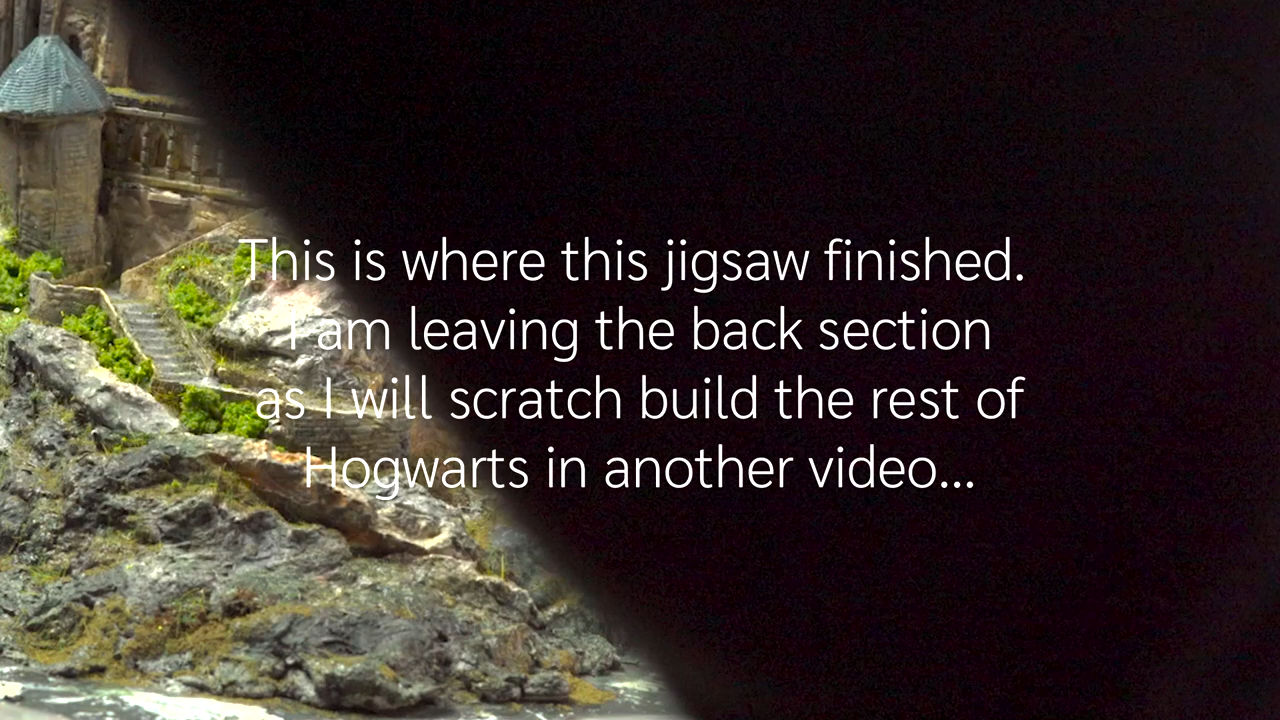 This is where this jigsaw finished.
I am leaving the back section
as I will scratch build the rest of
Hogwarts in another video...